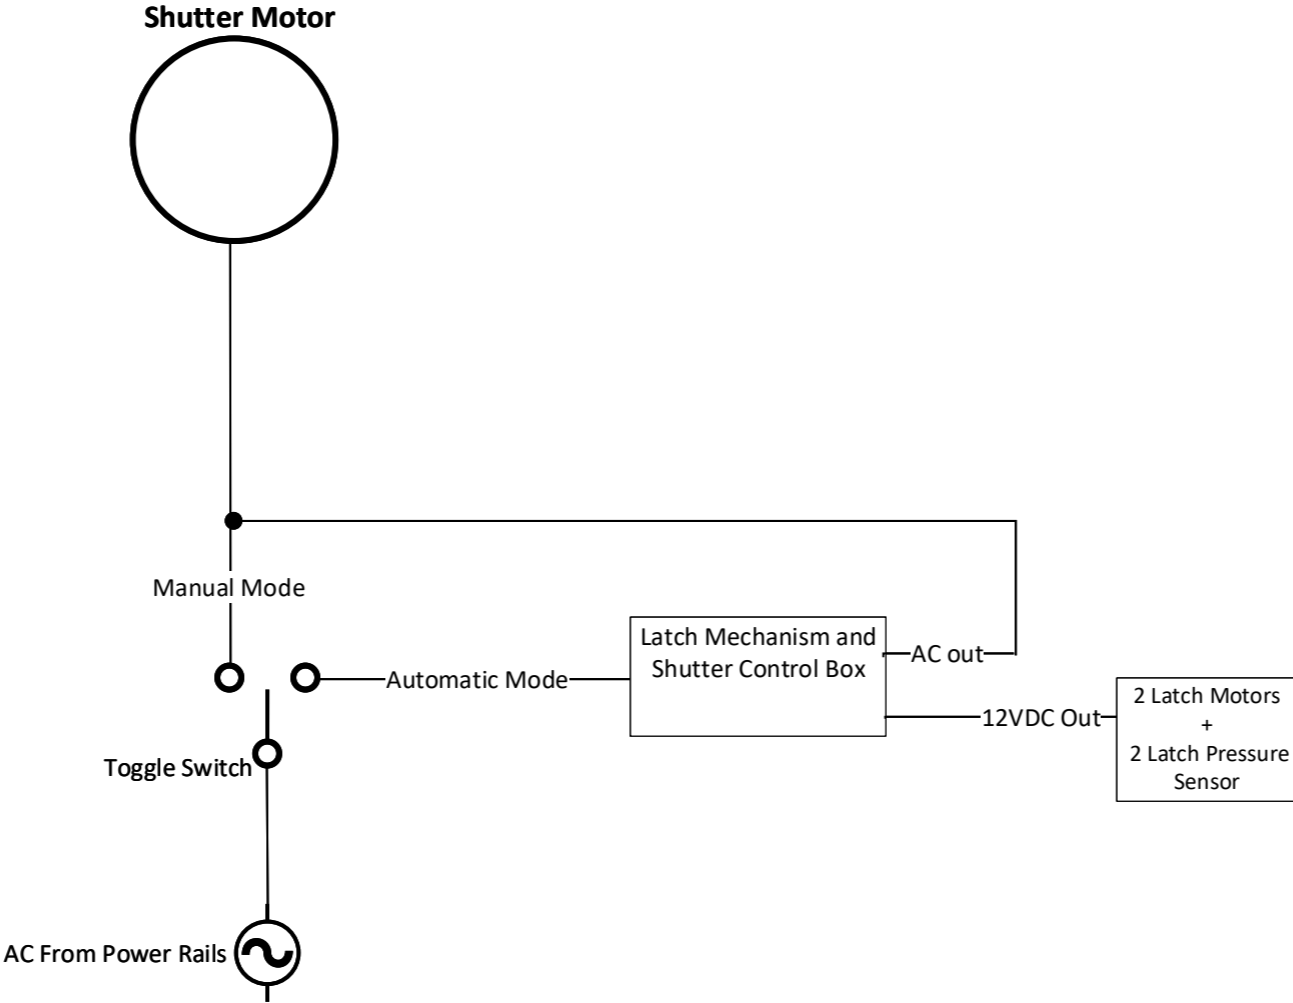 Shutter Motor
Manual Mode
Latch Mechanism and
Shutter Control Box
AC out
Automatic Mode
12VDC Out
2 Latch Motors
+
2 Latch Pressure
Sensor
Toggle Switch
AC From Power Rails